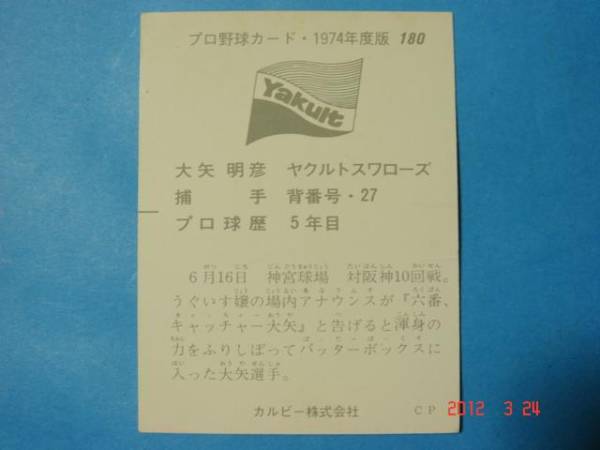 プロ野球カード・1974年度版 180
Yakult
大矢 明彦 ヤクルトスワローズ
捕手 背番号・27
プロ球歴 5年目
6月16日 神宮球場 対阪神10回戦。
うぐいす嬢の場内アナウンスが『六番、
キャッチャー大矢』と告げると渾身の
力をふりしぼってバッターボックスに
入った大矢選手。
カルビー株式会社 CP
2012 3 24